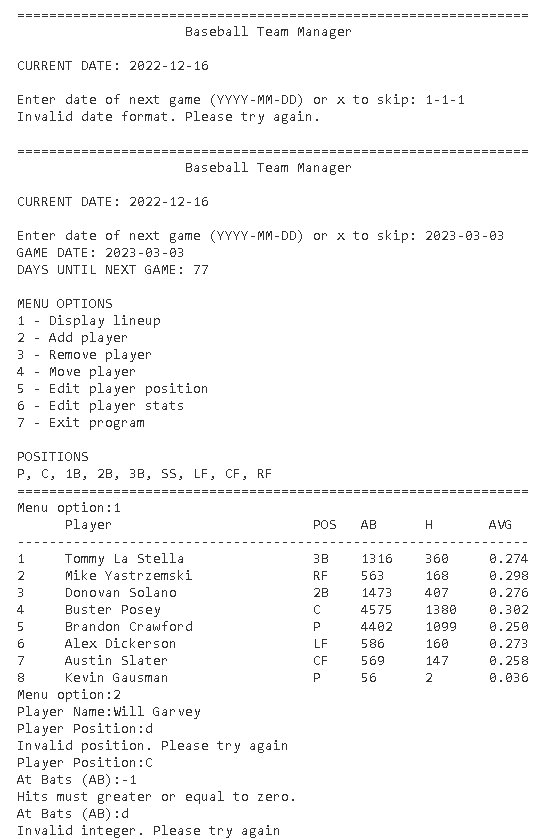 ================================================================
Baseball Team Manager
CURRENT DATE: 2022-12-16
Enter date of next game (YYYY-MM-DD) or x to skip: 1-1-1
Invalid date format. Please try again.
================================================================
Baseball Team Manager
CURRENT DATE: 2022-12-16
Enter date of next game (YYYY-MM-DD) or x to skip: 2023-03-03
GAME DATE: 2023-03-03
DAYS UNTIL NEXT GAME: 77
MENU OPTIONS
1 - Display lineup
2 - Add player
3 - Remove player
4 - Move player
5 - Edit player position
6 - Edit player stats
7 - Exit program
POSITIONS
P, C, 1B, 2B, 3B, SS, LF, CF, RF
================================================================
Menu option:1
Player POS AB H AVG
----------------------------------------------------------------
1 Tommy La Stella 3B 1316 360 0.274
2 Mike Yastrzemski RF 563 168 0.298
3 Donovan Solano 2B 1473 407 0.276
4 Buster Posey C 4575 1380 0.302
5 Brandon Crawford P 4402 1099 0.250
6 Alex Dickerson LF 586 160 0.273
7 Austin Slater CF 569 147 0.258
8 Kevin Gausman P 56 2 0.036
Menu option:2
Player Name:Will Garvey
Player Position:d
Invalid position. Please try again
Player Position:C
At Bats (AB):-1
Hits must greater or equal to zero.
At Bats (AB):d
Invalid integer. Please try again